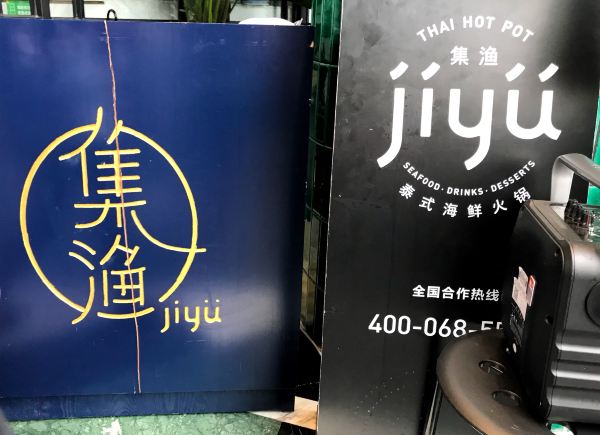 集
渔
jiyü
THAI HOT POT
集渔
jíyǘ
SEAFOOD·DRINKS·DESSERTS
泰式海鲜火锅
全国合作热线
400-068-